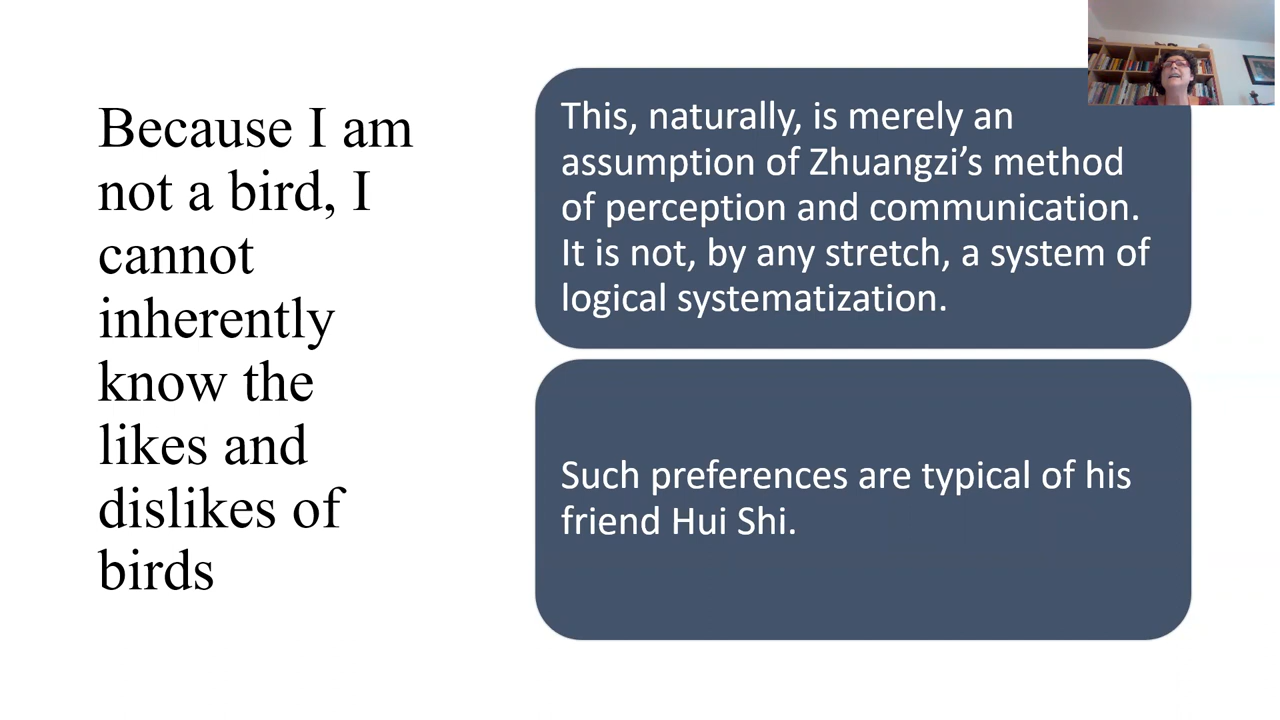 Because I am
not a bird, I
cannot
inherently
know the
likes and
dislikes of
birds
This, naturally, is merely an
assumption of Zhuangzi’s method
of perception and communication.
It is not, by any stretch, a system of
logical systematization.
Such preferences are typical of his
friend Hui Shi.